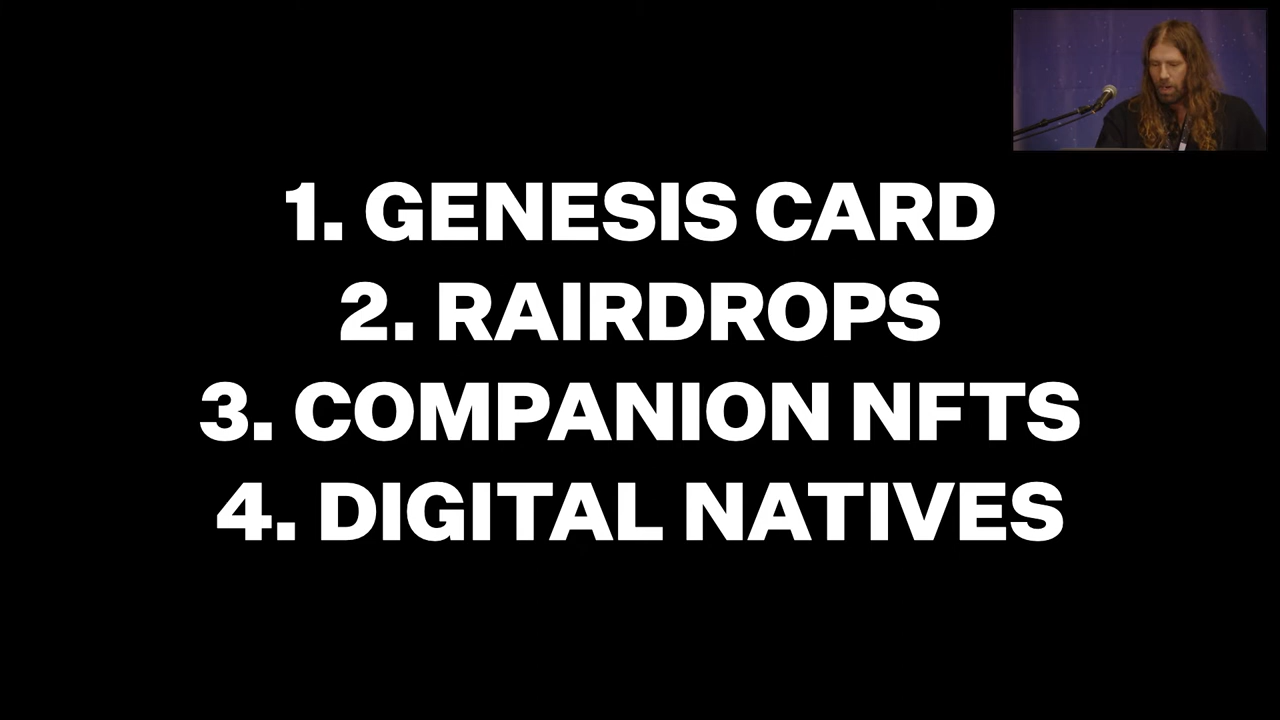 1. GENESIS CARD
2. RAIRDROPS
3. COMPANION NFTS
4. DIGITAL NATIVES